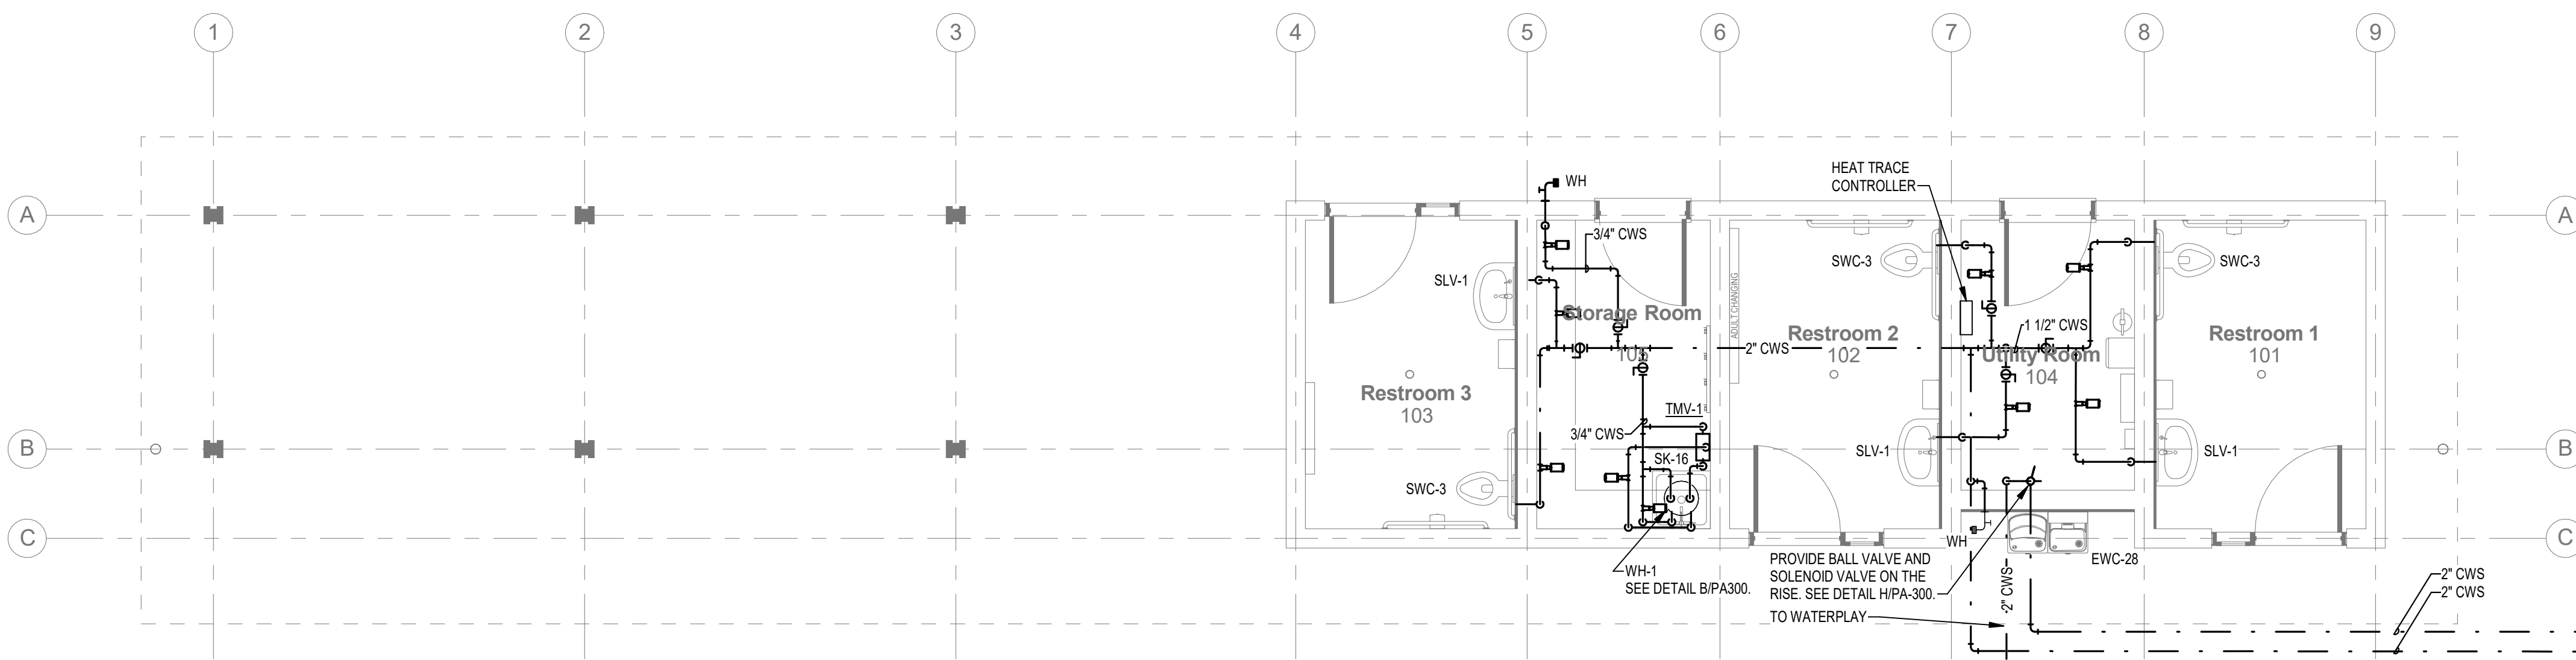 1 2 3 4 5 6 7 8 9
HEAT TRACE
CONTROLLER
WH
A
A
3/4" CWS
SWC-3
SWC-3
SLV-1
ADULT CHANGING
Storage Room
105
1 1/2" CWS
Restroom 2
102
Restroom 1
101
2" CWS
Utility Room
104
Restroom 3
103
TMV-1
3/4" CWS
B
B
SK-16
SLV-1
SLV-1
SWC-3
C
C
WH
WH-1
SEE DETAIL B/PA300.
PROVIDE BALL VALVE AND
SOLENOID VALVE ON THE
RISE. SEE DETAIL H/PA-300.
TO WATERPLAY
2" CWS
EWC-28
2" CWS
2" CWS